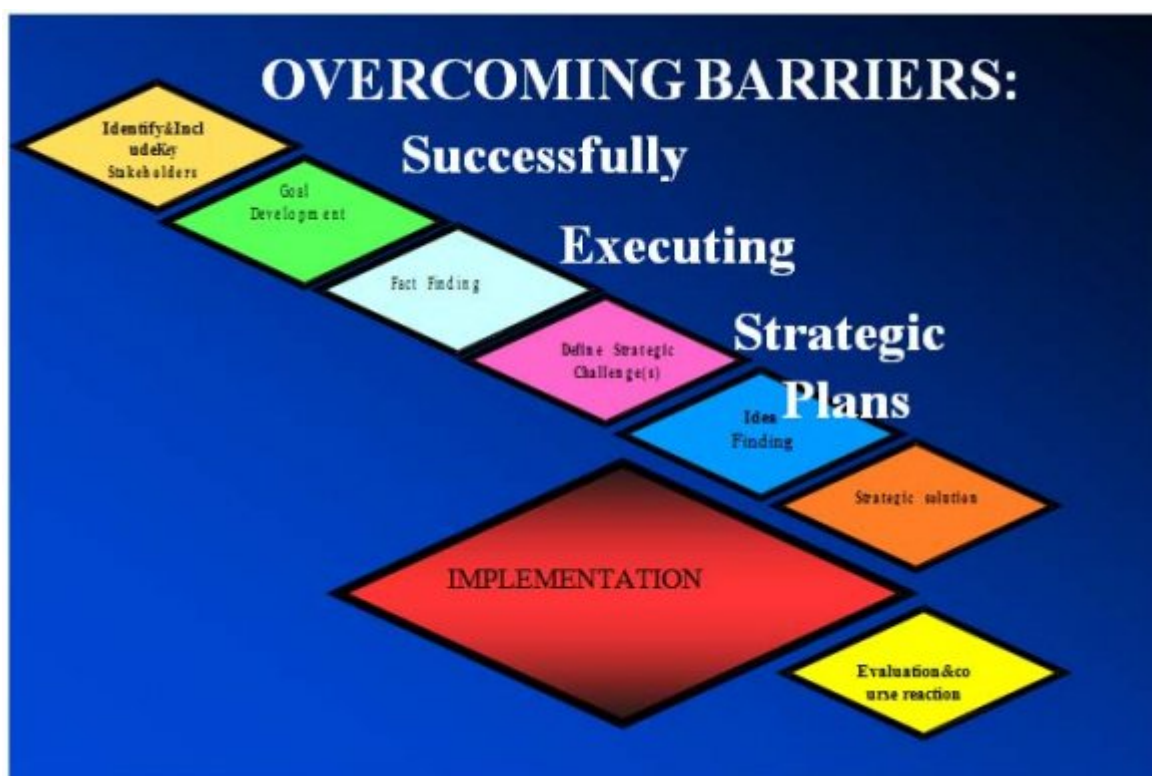 OVERCOMING BARRIERS:
Successfully
Executing
Strategic
Plans
Identify&Incl
udeKey
Stakeholders
Goal
Development
Fact Finding
Define Strategic
Challenge(s)
Idea
Finding
Strategic solution
IMPLEMENTATION
Evaluation&co
urse reaction